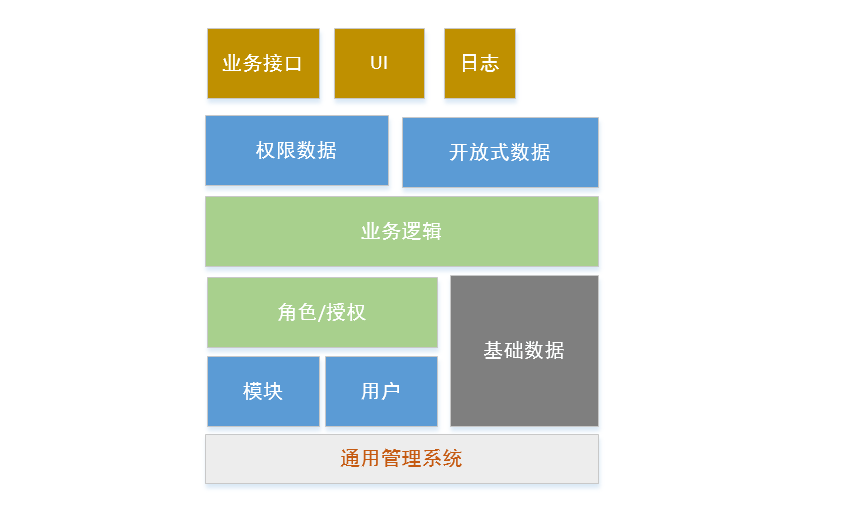 业务接口
UI
日志
权限数据
开放式数据
业务逻辑
角色/授权
基础数据
模块
用户
通用管理系统